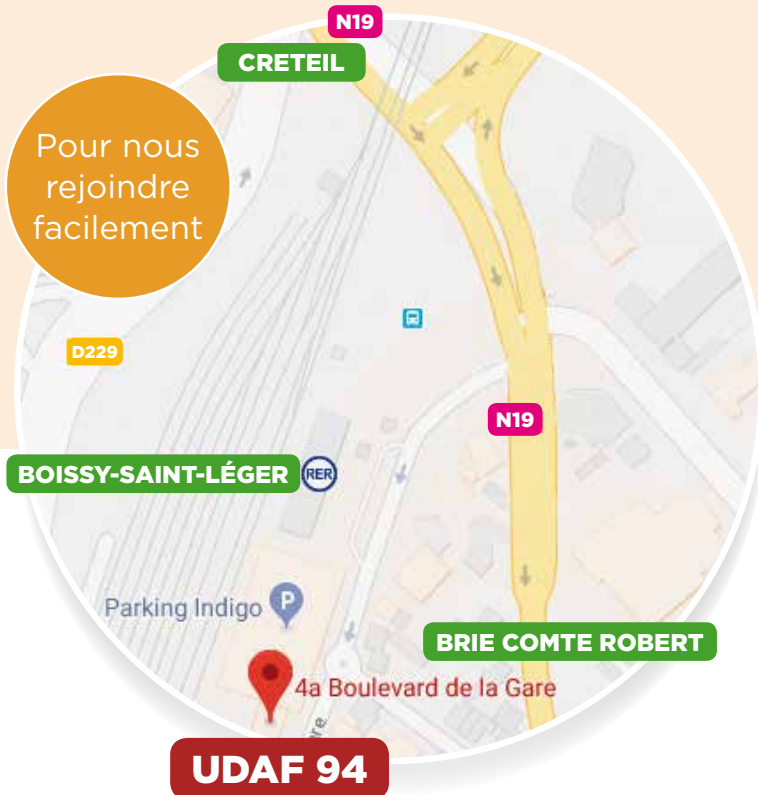 N19
CRETEIL
Pour nous
rejoindre
facilement
D229
N19
BOISSY-SAINT-LÉGER RER
Parking Indigo P
BRIE COMTE ROBERT
4a Boulevard de la Gare
UDAF 94